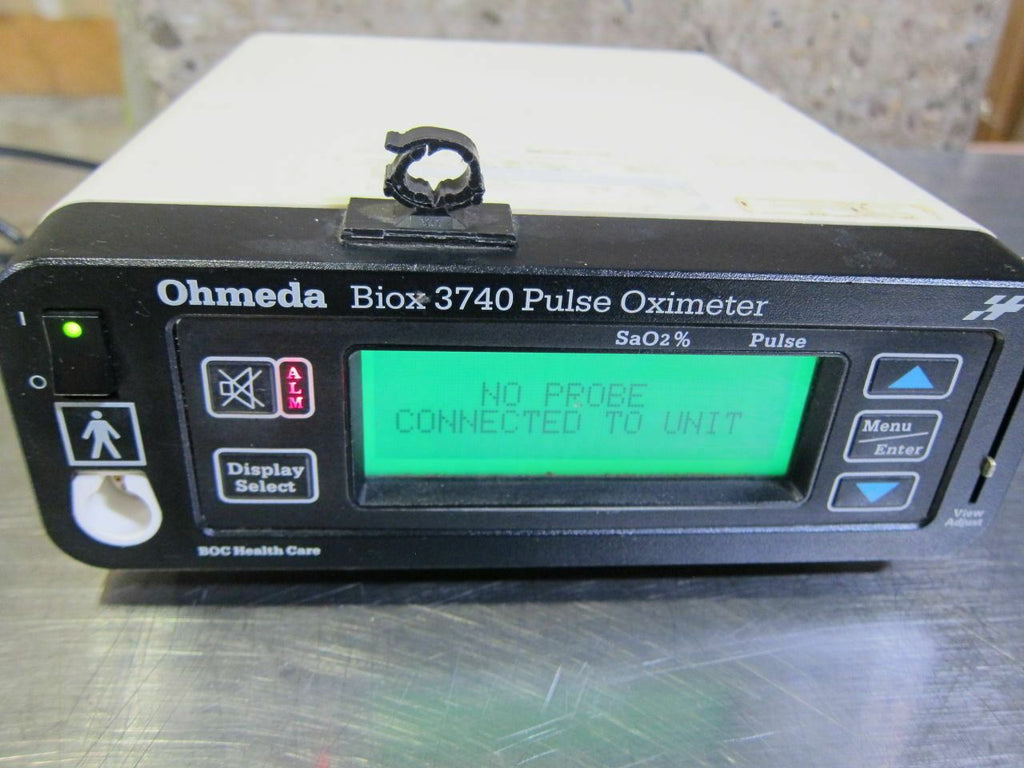 Ohmeda Biox 3740 Pulse Oximeter
SaO2 % Pulse
I
O
ALM
NO PROBE
CONNECTED TO UNIT
Display
Select
Menu
Enter
View
Adjust
BOC Health Care